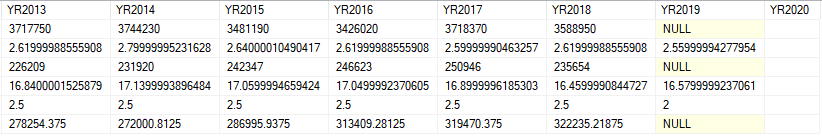 YR2013 YR2014 YR2015 YR2016 YR2017 YR2018 YR2019 YR2020
3717750 3744230 3481190 3426020 3718370 3588950 NULL
2.61999988555908 2.79999995231628 2.64000010490417 2.61999988555908 2.59999990463257 2.61999988555908 2.55999994277954
226209 231920 242347 246623 250946 235654 NULL
16.8400001525879 17.1399993896484 17.0599994659424 17.0499992370605 16.8999996185303 16.4599990844727 16.5799999237061
2.5 2.5 2.5 2.5 2.5 2.5 2
278254.375 272000.8125 286995.9375 313409.28125 319470.375 322235.21875 NULL